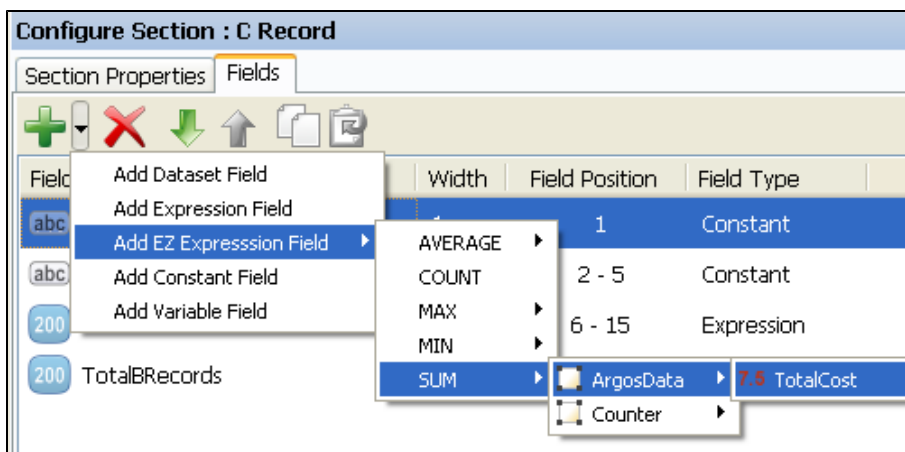 Configure Section : C Record
Section Properties Fields
Add Dataset Field
Width Field Position Field Type
Add Expression Field
abc 1 Constant
Add EZ Expresssion Field AVERAGE
abc Add Constant Field COUNT 2 - 5 Constant
Add Variable Field MAX
200 6 - 15 Expression
MIN
200 TotalBRecords SUM ArgosData 7.5 TotalCost
Counter